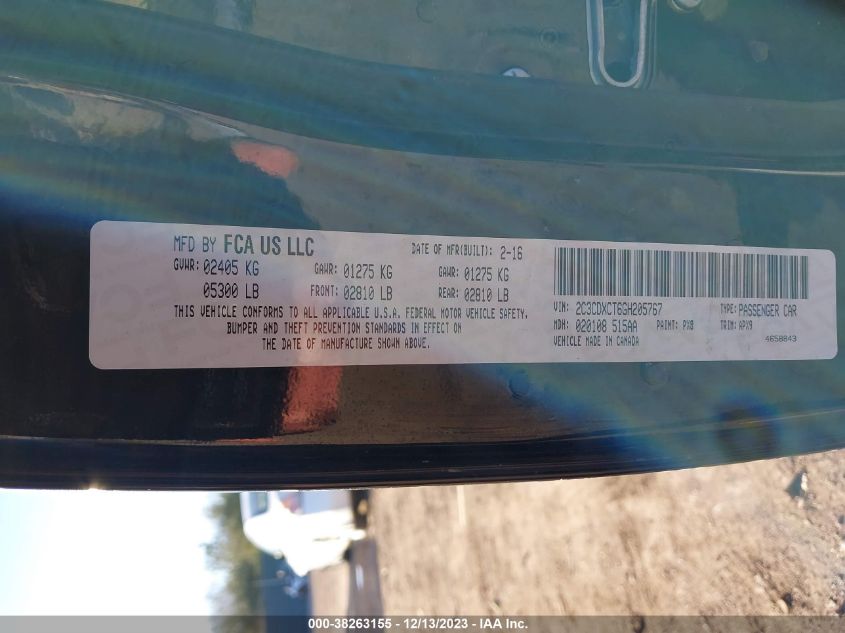 MFD BY FCA US LLC
DATE OF MFR(BUILT): 2-16
GVWR: 02405 KG
GAWR: 01275 KG
GAWR: 01275 KG
05300 LB
FRONT: 02810 LB
REAR: 02810 LB
THIS VEHICLE CONFORMS TO ALL APPLICABLE U.S.A. FEDERAL MOTOR VEHICLE SAFETY,
BUMPER AND THEFT PREVENTION STANDARDS IN EFFECT ON
THE DATE OF MANUFACTURE SHOWN ABOVE.
VIN: 2C3CDXCT6GH205767
TYPE: PASSENGER CAR
MDH: 020108 515AA
PAINT: PX8
TRIM: APX9
VEHICLE MADE IN CANADA
4658843
000-38263155 - 12/13/2023 - IAA Inc.